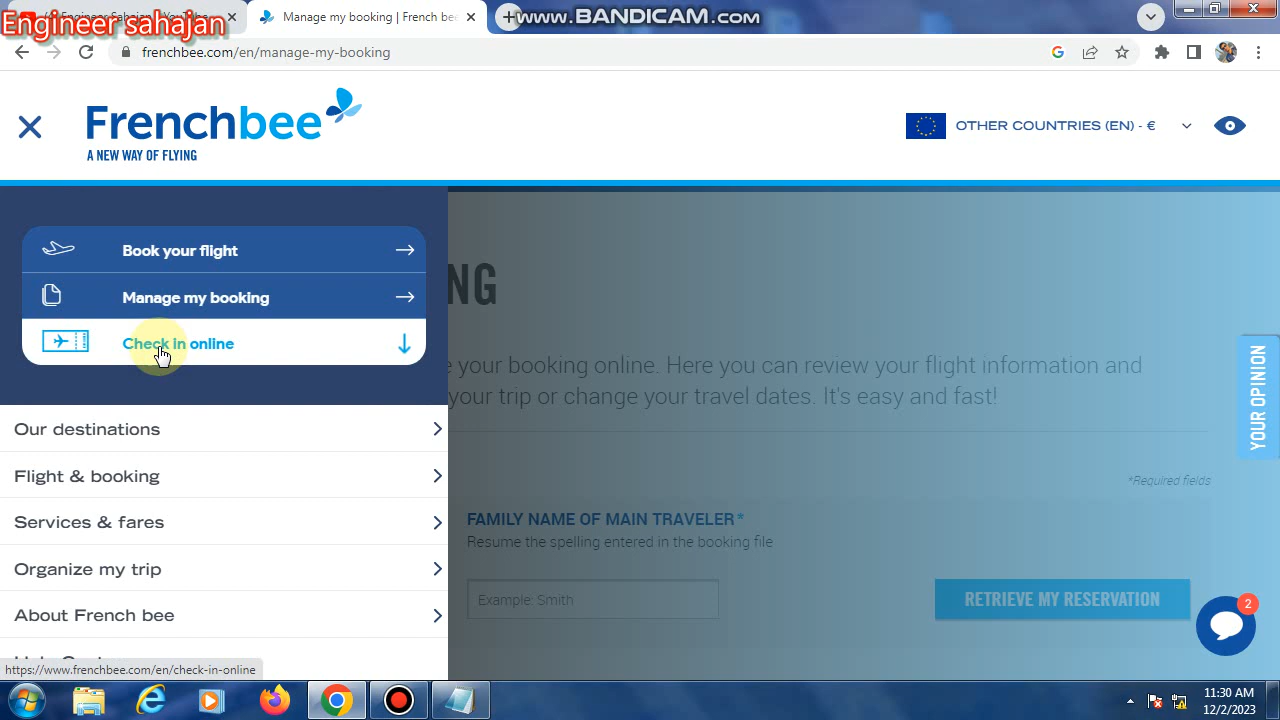 Engineer sahajan
Manage my booking | French bee
www.BANDICAM.com
frenchbee.com/en/manage-my-booking
Frenchbee
A NEW WAY OF FLYING
OTHER COUNTRIES (EN) - €
Book your flight
Manage my booking
Check in online
NG
e your booking online. Here you can review your flight information and
your trip or change your travel dates. It's easy and fast!
YOUR OPINION
*Required fields
Our destinations
Flight & booking
Services & fares
Organize my trip
About French bee
FAMILY NAME OF MAIN TRAVELER*
Resume the spelling entered in the booking file
Example: Smith
RETRIEVE MY RESERVATION
2
https://www.frenchbee.com/en/check-in-online
11:30 AM
12/2/2023